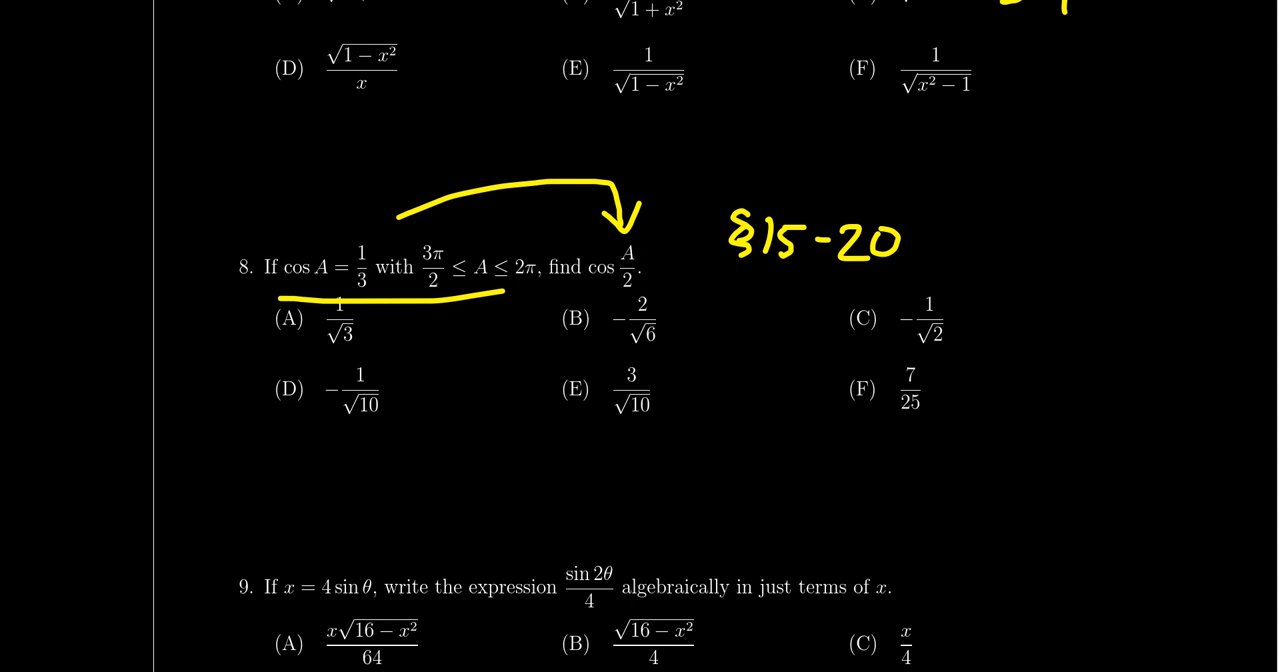 √1 + x²
(D) √1 − x² / x (E) 1 / √1 − x² (F) 1 / √x² − 1
§15-20
8. If cos A = 1/3 with 3π/2 ≤ A ≤ 2π, find cos A/2.
(A) 1/√3 (B) −2/√6 (C) −1/√2
(D) −1/√10 (E) 3/√10 (F) 7/25
9. If x = 4 sin θ, write the expression sin 2θ/4 algebraically in just terms of x.
(A) x√16 − x² / 64 (B) √16 − x² / 4 (C) x/4